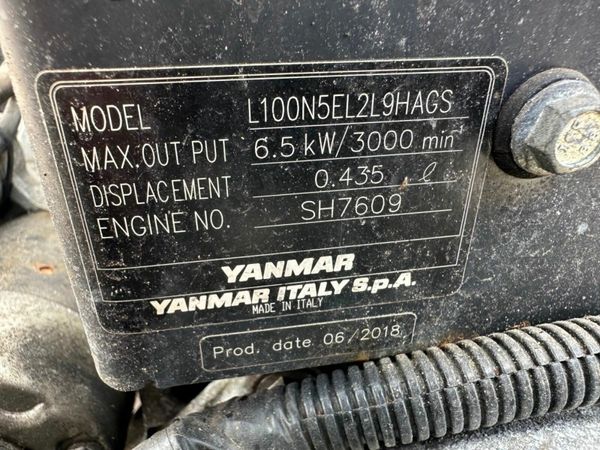 MODEL L100N5EL2L9HAGS
MAX.OUT PUT 6.5 kW/3000 min
DISPLACEMENT 0.435 ℓ
ENGINE NO. SH7609
YANMAR
YANMAR ITALY S.p.A.
MADE IN ITALY
Prod. date 06/2018